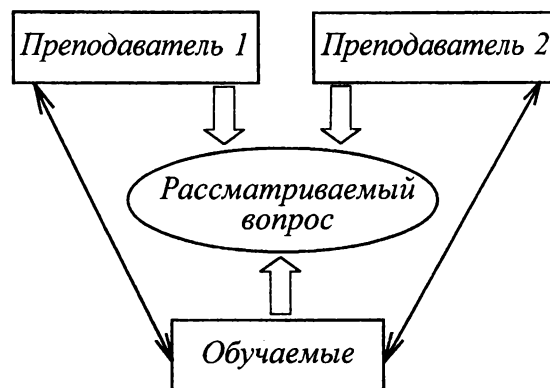 Преподаватель 1
Преподаватель 2
Рассматриваемый
вопрос
Обучаемые